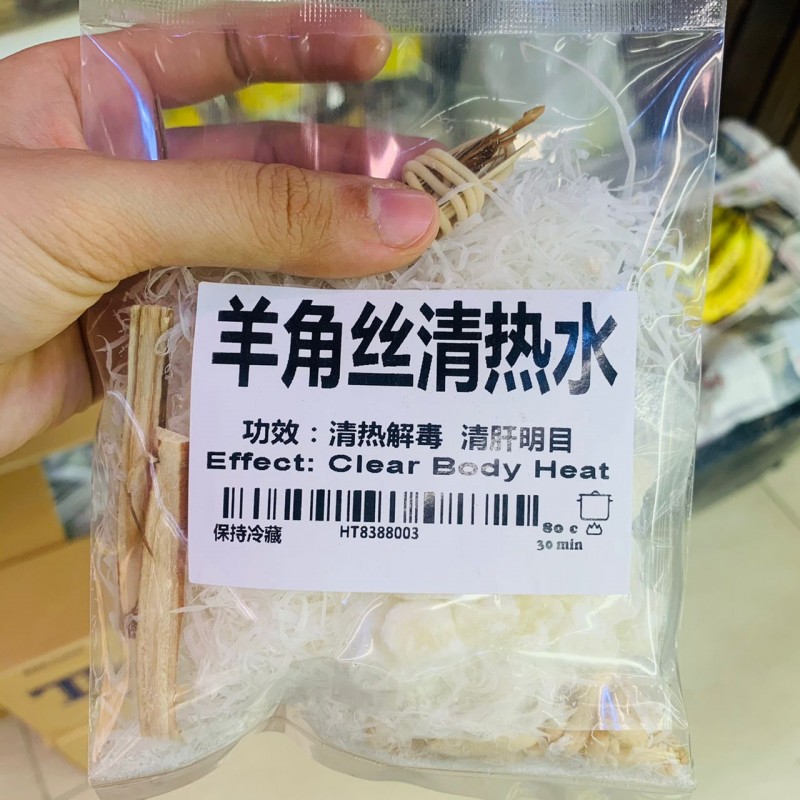 羊角丝清热水
功效：清热解毒 清肝明目
Effect: Clear Body Heat
保持冷藏 HT8388003
80 c
30 min